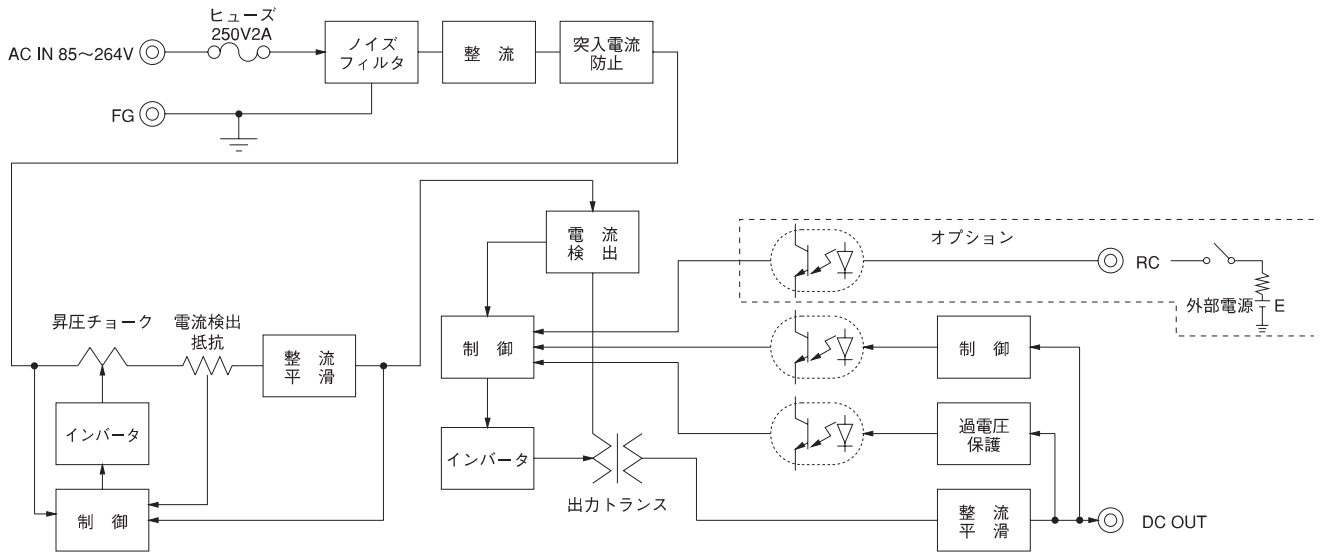 ヒューズ
250V2A
AC IN 85〜264V
ノイズ
フィルタ
整 流
突入電流
防止
FG
電 流
検 出
オプション
RC
外部電源
E
昇圧チョーク
電流検出
抵抗
整 流
平 滑
制 御
制 御
インバータ
インバータ
過電圧
保護
出力トランス
制 御
整 流
平 滑
DC OUT